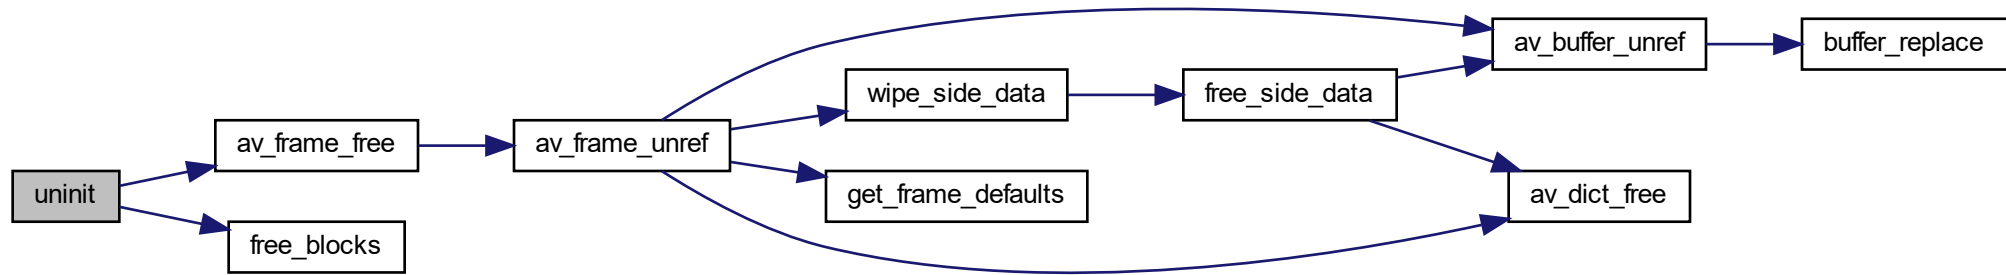 uninit
av_frame_free
free_blocks
av_frame_unref
wipe_side_data
get_frame_defaults
free_side_data
av_buffer_unref
av_dict_free
buffer_replace